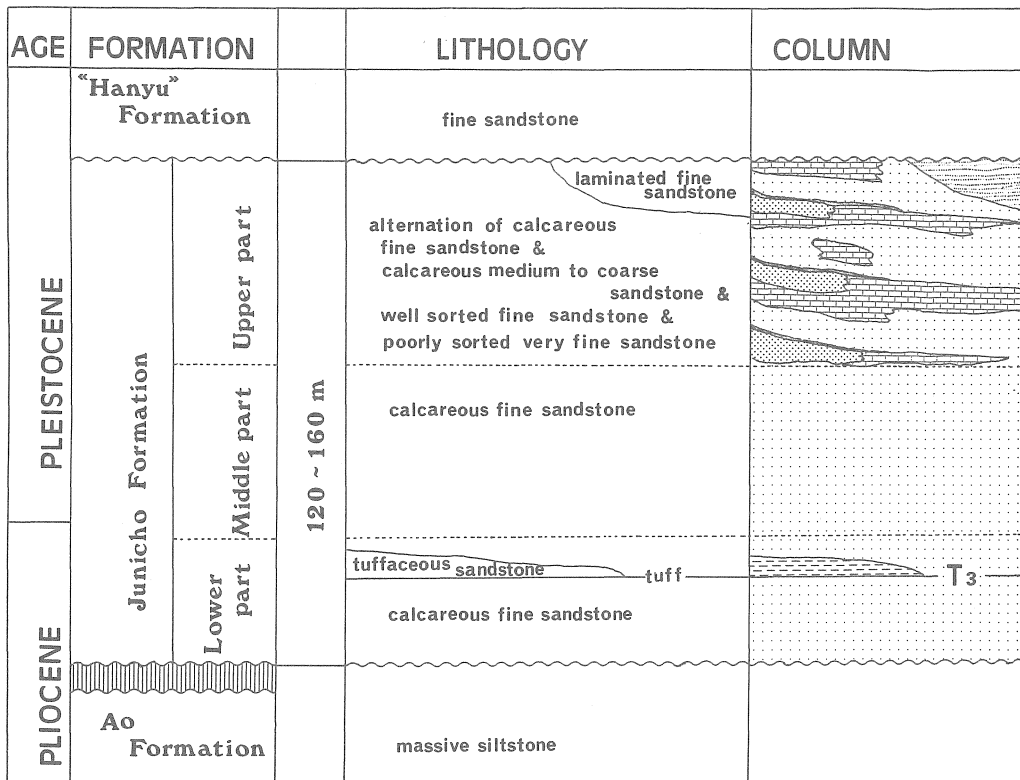 AGE FORMATION LITHOLOGY COLUMN
"Hanyu"
Formation
fine sandstone
PLEISTOCENE
PLIOCENE
Junicho Formation
Upper part
Middle part
Lower
part
120 ~ 160 m
laminated fine
sandstone
alternation of calcareous
fine sandstone &
calcareous medium to coarse
sandstone &
well sorted fine sandstone &
poorly sorted very fine sandstone
calcareous fine sandstone
tuffaceous sandstone
tuff
T3
calcareous fine sandstone
Ao
Formation
massive siltstone